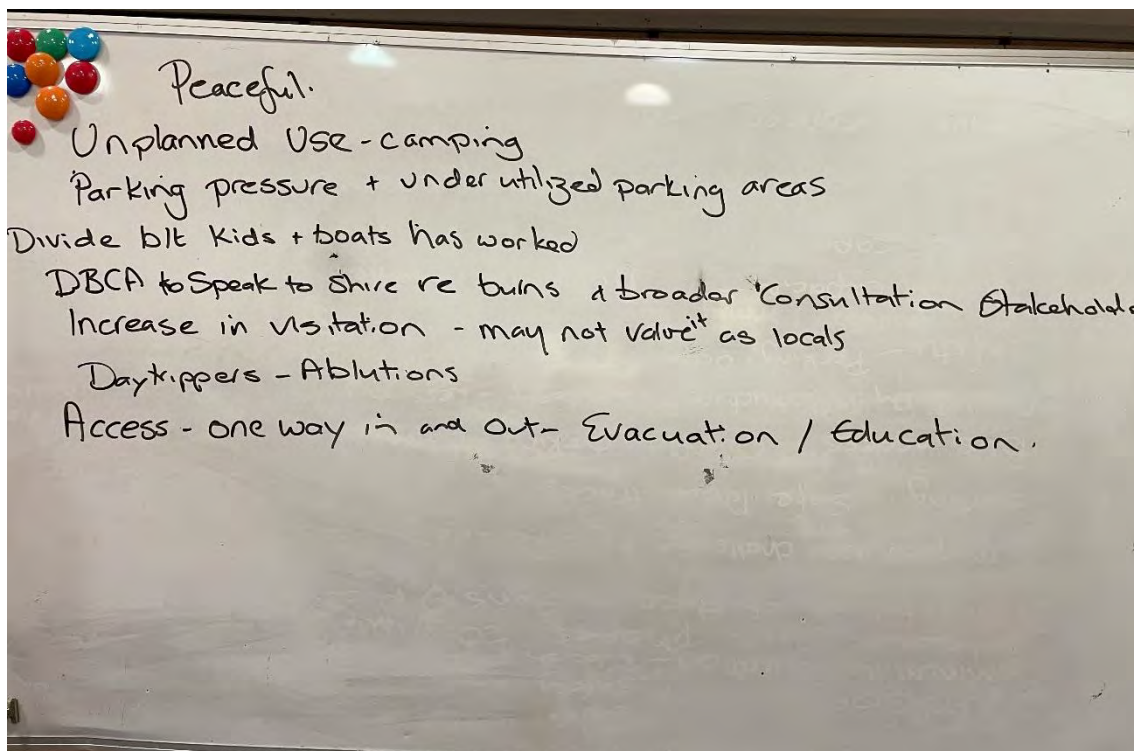 Peaceful.
Unplanned Use - camping
Parking pressure + under utilized parking areas
Divide b/t Kids + boats has worked
DBCA to Speak to Shire re burns & broader Consultation Stakehold
Increase in visitation - may not value it as locals
Daytrippers - Ablutions
Access - one way in and out - Evacuation / Education.